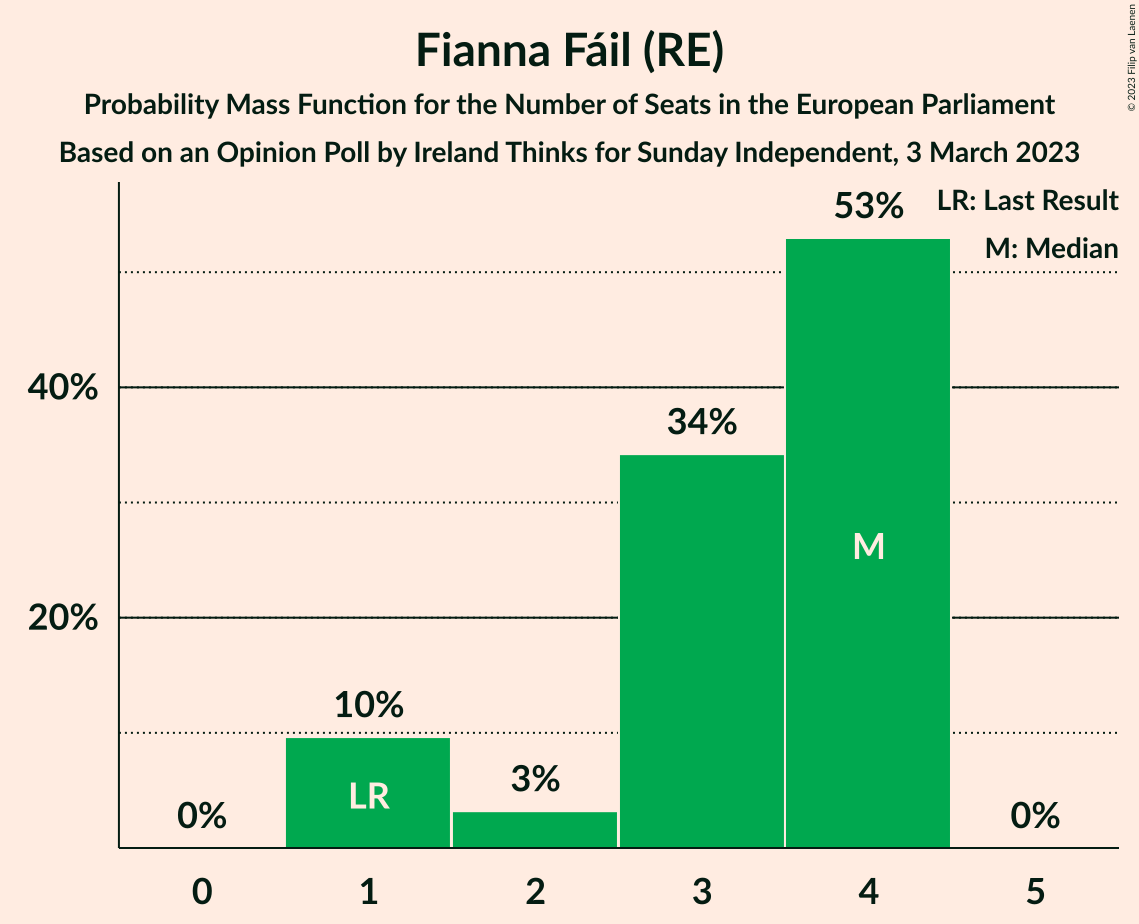 Fianna Fáil (RE)
Probability Mass Function for the Number of Seats in the European Parliament
Based on an Opinion Poll by Ireland Thinks for Sunday Independent, 3 March 2023
© 2023 Filip van Laenen
LR: Last Result
M: Median
53%
40%
34%
M
20%
10%
3%
LR
0%
0%
0 1 2 3 4 5